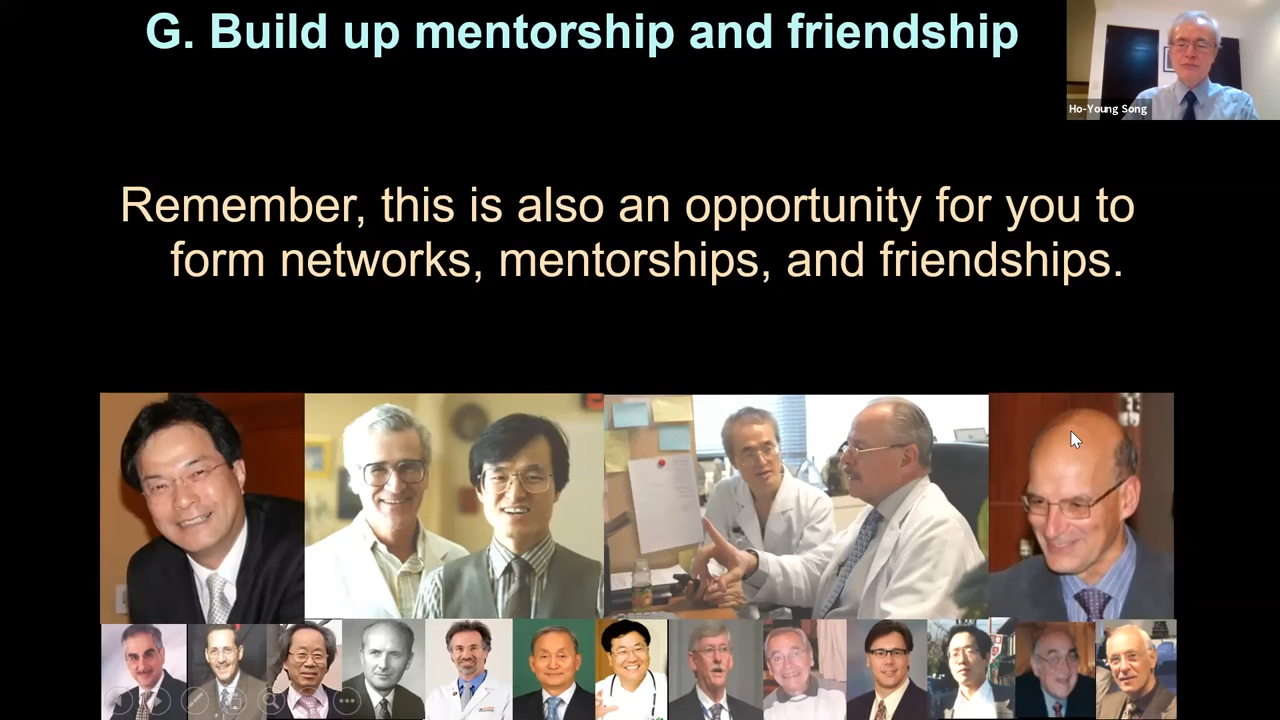 G. Build up mentorship and friendship
Ho-Young Song
Remember, this is also an opportunity for you to
form networks, mentorships, and friendships.